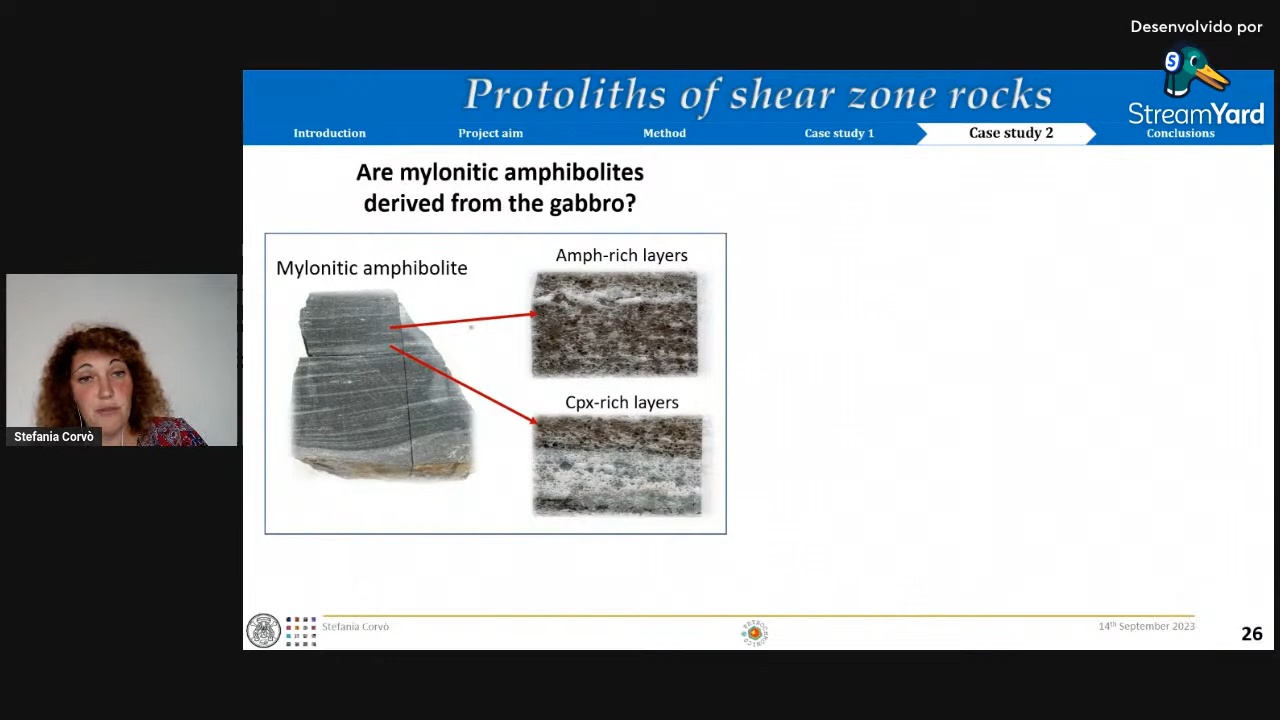 Desenvolvido por
S
StreamYard
Protoliths of shear zone rocks
Introduction
Project aim
Method
Case study 1
Case study 2
Conclusions
Are mylonitic amphibolites
derived from the gabbro?
Mylonitic amphibolite
Amph-rich layers
Cpx-rich layers
Stefania Corvò
Stefania Corvò
14th September 2023
26